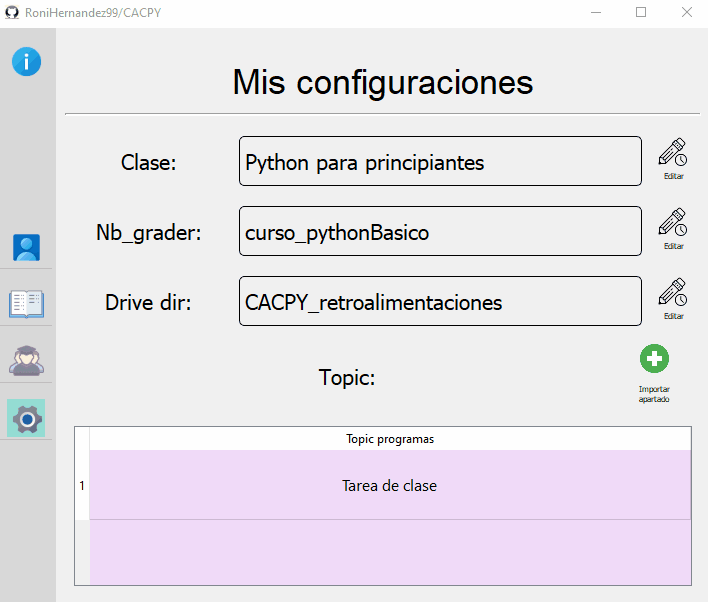 RoniHernandez99/CACPY
Mis configuraciones
Clase:
Python para principiantes
Editar
Nb_grader:
curso_pythonBasico
Editar
Drive dir:
CACPY_retroalimentaciones
Editar
Topic:
Importar
apartado
Topic programas
1
Tarea de clase